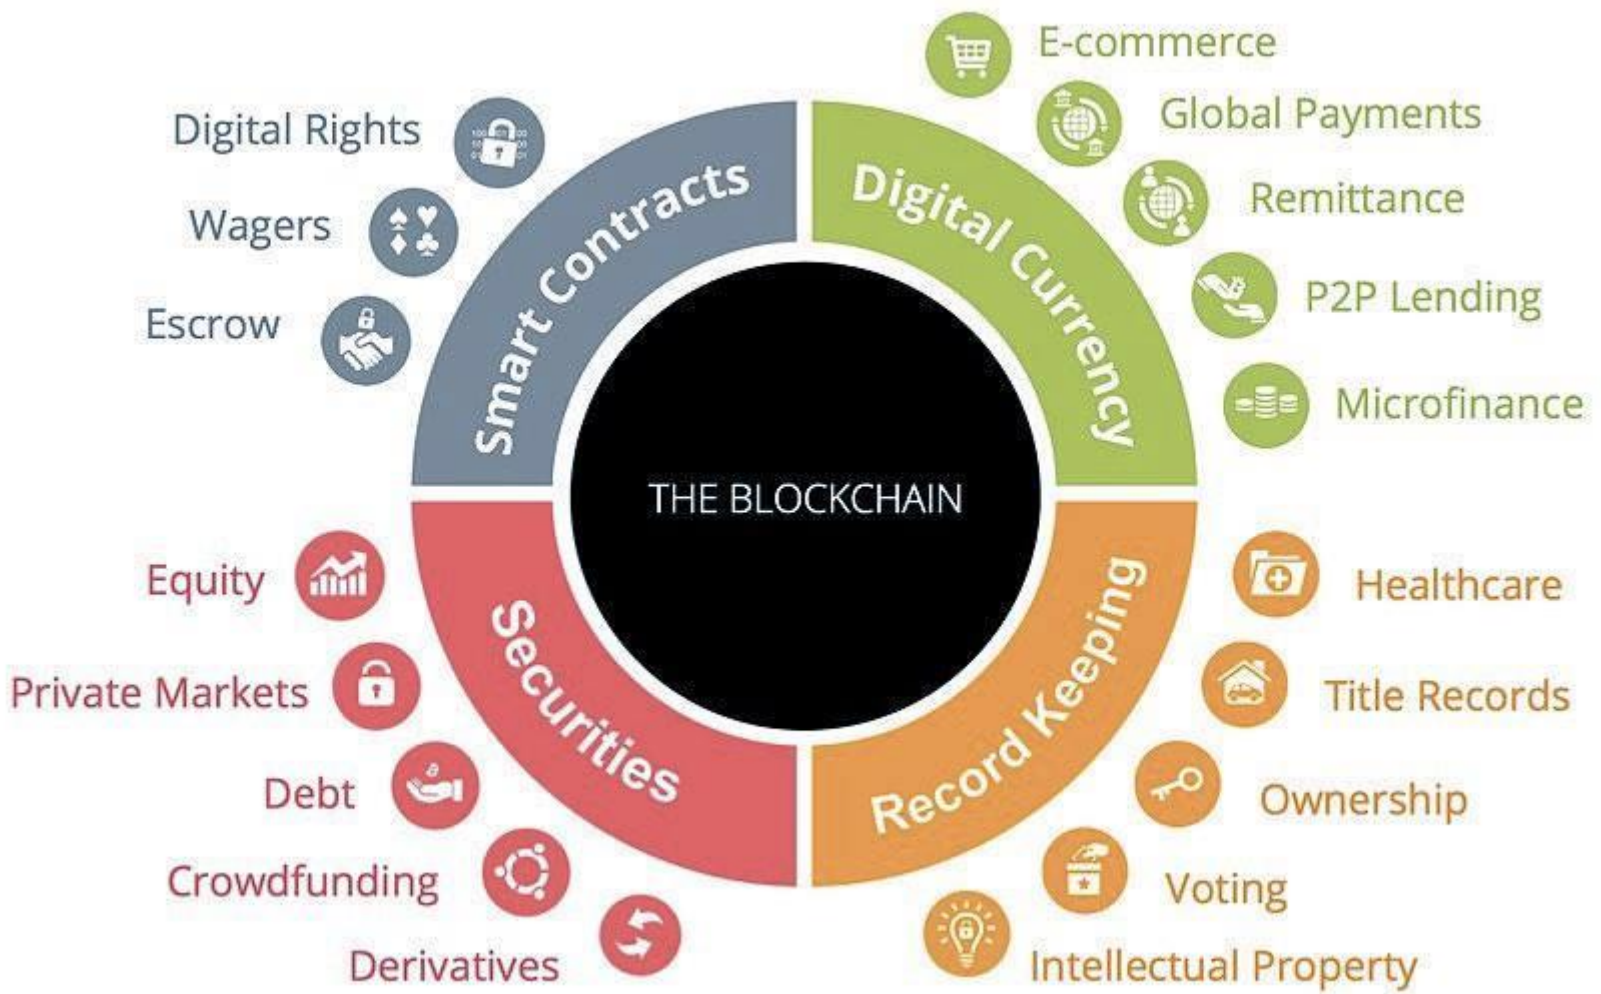 E-commerce
Global Payments
Remittance
P2P Lending
Microfinance
Digital Rights
Wagers
Escrow
Smart Contracts
Digital Currency
THE BLOCKCHAIN
Securities
Record Keeping
Equity
Private Markets
Debt
Crowdfunding
Derivatives
Healthcare
Title Records
Ownership
Voting
Intellectual Property